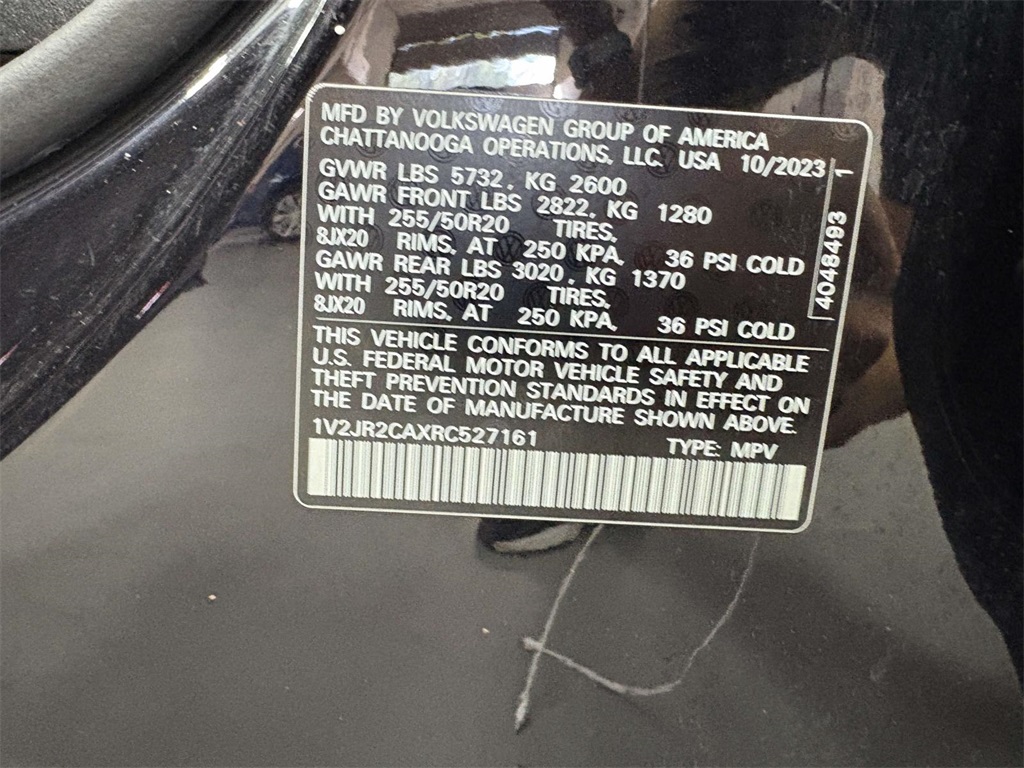 MFD BY VOLKSWAGEN GROUP OF AMERICA
CHATTANOOGA OPERATIONS, LLC. USA 10/2023
GVWR LBS 5732. KG 2600
GAWR FRONT LBS 2822. KG 1280
WITH 255/50R20 TIRES,
8JX20 RIMS, AT 250 KPA, 36 PSI COLD
GAWR REAR LBS 3020. KG 1370
WITH 255/50R20 TIRES,
8JX20 RIMS, AT 250 KPA, 36 PSI COLD
THIS VEHICLE CONFORMS TO ALL APPLICABLE
U.S. FEDERAL MOTOR VEHICLE SAFETY AND
THEFT PREVENTION STANDARDS IN EFFECT ON
THE DATE OF MANUFACTURE SHOWN ABOVE.
1V2JR2CAXRC527161 TYPE: MPV
4048493 1